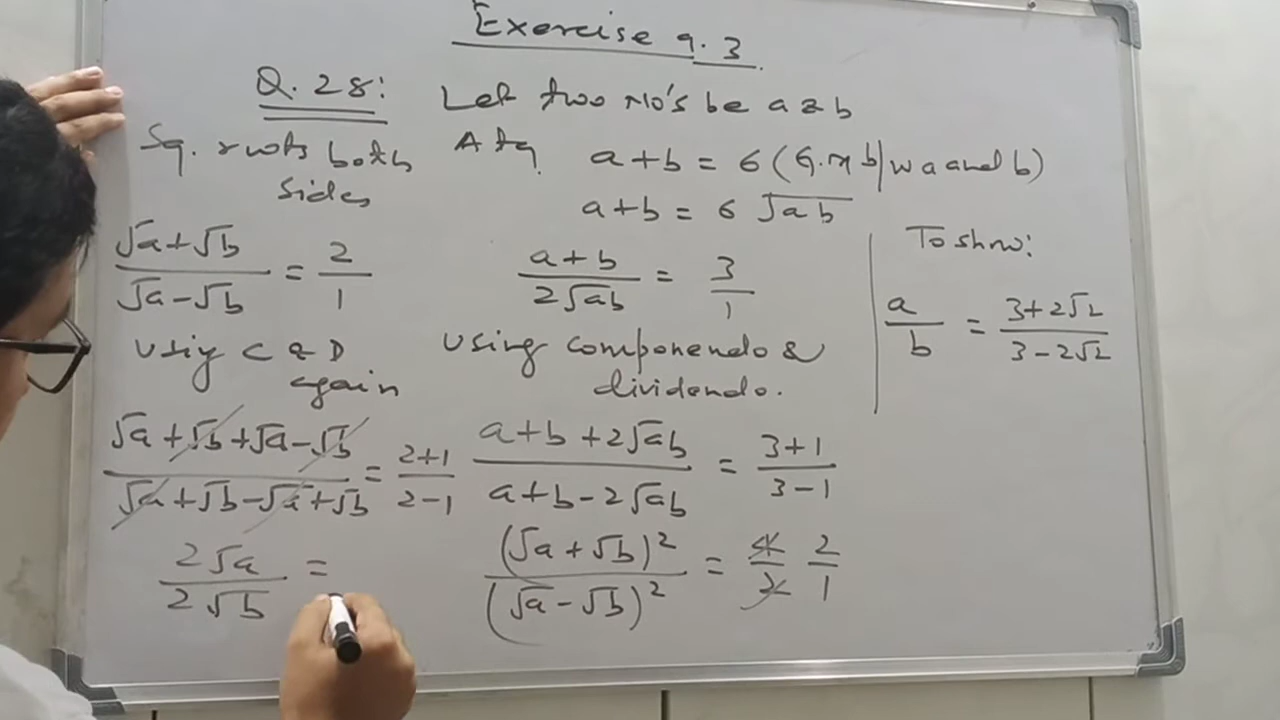 Exercise 9.3
Q. 28: Let two No's be a & b
Atq a + b = 6 (G.M b/w a and b)
a + b = 6 √ab
a + b / 2√ab = 3 / 1
Using componendo & dividendo.
a + b + 2√ab / a + b - 2√ab = 3+1 / 3-1
(√a + √b)² / (√a - √b)² = 4 / 2 2 / 1
Sq. roots both
sides
√a + √b / √a - √b = 2 / 1
Using C & D
again
√a + √b + √a - √b / √a + √b - √a + √b = 2+1 / 2-1
2√a / 2√b =
To show:
a / b = 3+2√2 / 3-2√2